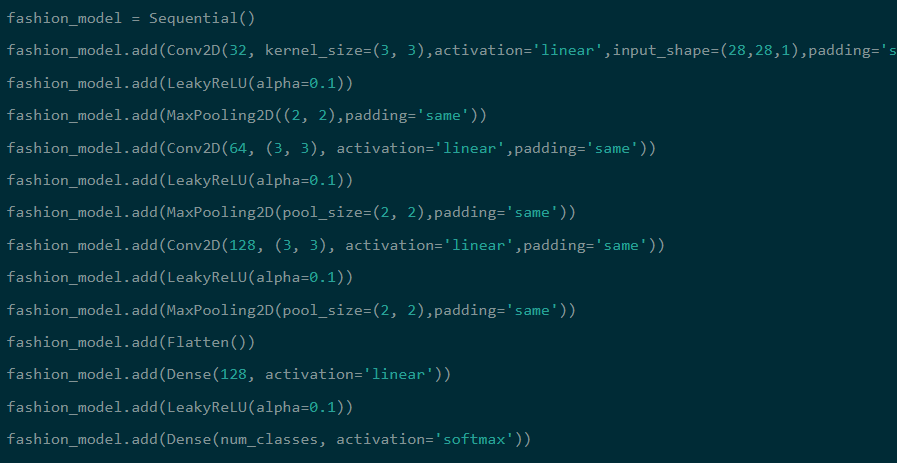 fashion_model = Sequential()
fashion_model.add(Conv2D(32, kernel_size=(3, 3),activation='linear',input_shape=(28,28,1),padding='s
fashion_model.add(LeakyReLU(alpha=0.1))
fashion_model.add(MaxPooling2D((2, 2),padding='same'))
fashion_model.add(Conv2D(64, (3, 3), activation='linear',padding='same'))
fashion_model.add(LeakyReLU(alpha=0.1))
fashion_model.add(MaxPooling2D(pool_size=(2, 2),padding='same'))
fashion_model.add(Conv2D(128, (3, 3), activation='linear',padding='same'))
fashion_model.add(LeakyReLU(alpha=0.1))
fashion_model.add(MaxPooling2D(pool_size=(2, 2),padding='same'))
fashion_model.add(Flatten())
fashion_model.add(Dense(128, activation='linear'))
fashion_model.add(LeakyReLU(alpha=0.1))
fashion_model.add(Dense(num_classes, activation='softmax'))